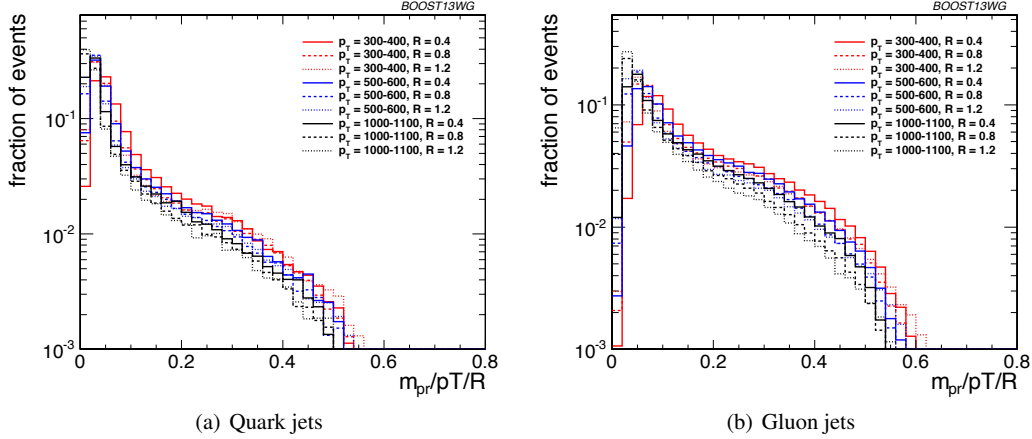 BOOST13WG
fraction of events
p_T = 300-400, R = 0.4
p_T = 300-400, R = 0.8
p_T = 300-400, R = 1.2
p_T = 500-600, R = 0.4
p_T = 500-600, R = 0.8
p_T = 500-600, R = 1.2
p_T = 1000-1100, R = 0.4
p_T = 1000-1100, R = 0.8
p_T = 1000-1100, R = 1.2
10^-1
10^-2
10^-3
0 0.2 0.4 0.6 0.8
m_pr/pT/R
(a) Quark jets
BOOST13WG
fraction of events
p_T = 300-400, R = 0.4
p_T = 300-400, R = 0.8
p_T = 300-400, R = 1.2
p_T = 500-600, R = 0.4
p_T = 500-600, R = 0.8
p_T = 500-600, R = 1.2
p_T = 1000-1100, R = 0.4
p_T = 1000-1100, R = 0.8
p_T = 1000-1100, R = 1.2
10^-1
10^-2
10^-3
0 0.2 0.4 0.6 0.8
m_pr/pT/R
(b) Gluon jets